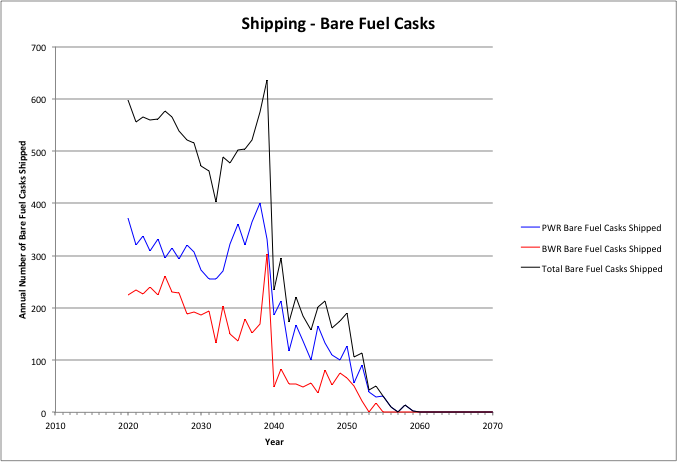 Shipping - Bare Fuel Casks
Annual Number of Bare Fuel Casks Shipped
700
600
500
400
300
200
100
0
2010 2020 2030 2040 2050 2060 2070
Year
PWR Bare Fuel Casks Shipped
BWR Bare Fuel Casks Shipped
Total Bare Fuel Casks Shipped